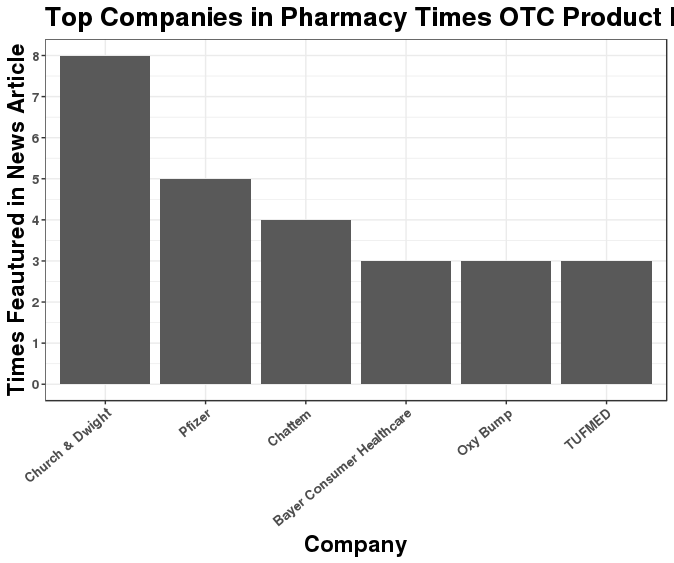 Top Companies in Pharmacy Times OTC Product
Times Feautured in News Article
8
7
6
5
4
3
2
1
0
Church & Dwight
Pfizer
Chattem
Bayer Consumer Healthcare
Oxy Bump
TUFMED
Company